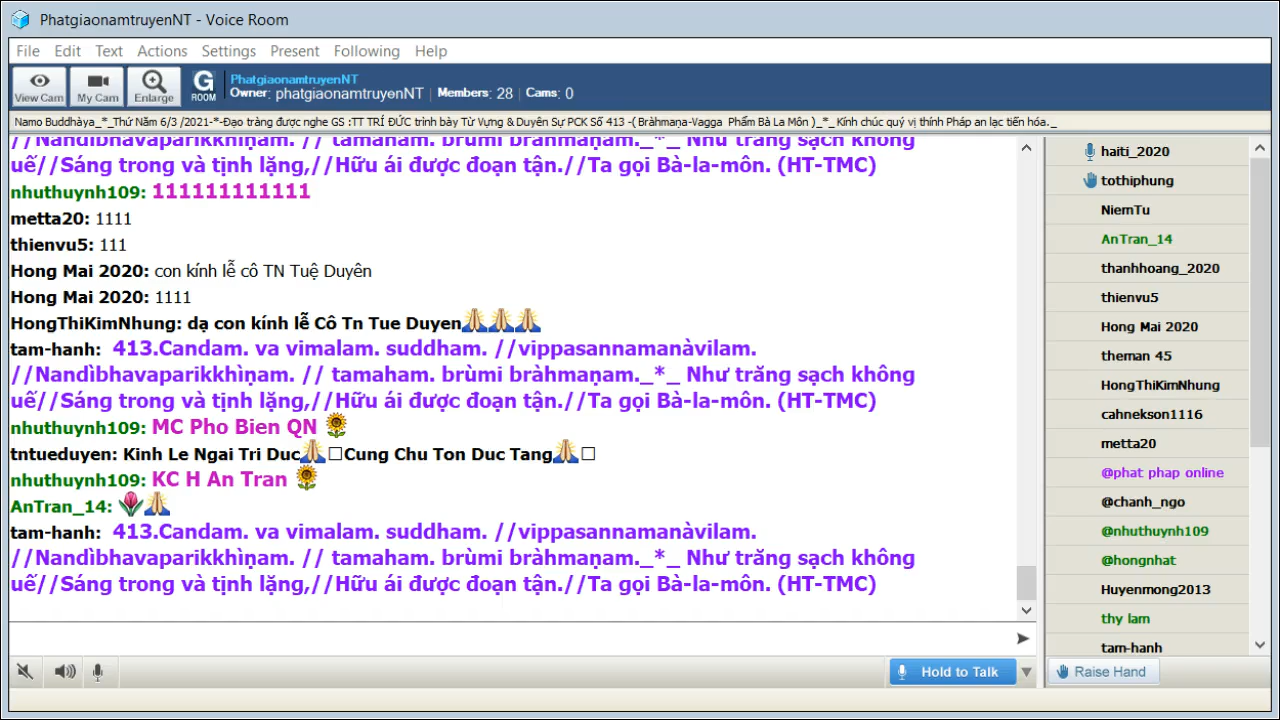 PhatgiaonamtruyenNT - Voice Room
File Edit Text Actions Settings Present Following Help
View Cam My Cam Enlarge G ROOM PhatgiaonamtruyenNT
Owner: phatgiaonamtruyenNT | Members: 28 | Cams: 0
Namo Buddhàya_*_Thứ Năm 6/3 /2021-*-Đạo tràng được nghe GS :TT TRÍ ĐỨC trình bày Từ Vựng & Duyên Sự PCK Số 413 -( Bràhmaṇa-Vagga Phẩm Bà La Môn )_*_ Kính chúc quý vị thính Pháp an lạc tiến hóa._
//Nandìbhavaparikkhìṇam. // tamaham. brùmi bràhmaṇam._*_ Như trăng sạch không
uế//Sáng trong và tịnh lặng,//Hữu ái được đoạn tận.//Ta gọi Bà-la-môn. (HT-TMC)
nhuthuynh109: 111111111111
metta20: 1111
thienvu5: 111
Hong Mai 2020: con kính lễ cô TN Tuệ Duyên
Hong Mai 2020: 1111
HongThiKimNhung: dạ con kính lễ Cô Tn Tue Duyen🙏🙏🙏
tam-hanh: 413.Candam. va vimalam. suddham. //vippasannamanàvilam.
//Nandìbhavaparikkhìṇam. // tamaham. brùmi bràhmaṇam._*_ Như trăng sạch không
uế//Sáng trong và tịnh lặng,//Hữu ái được đoạn tận.//Ta gọi Bà-la-môn. (HT-TMC)
nhuthuynh109: MC Pho Bien QN 🌻
tntueduyen: Kinh Le Ngai Tri Duc🙏□Cung Chu Ton Duc Tang🙏□
nhuthuynh109: KC H An Tran 🌻
AnTran_14: 🌷🙏
tam-hanh: 413.Candam. va vimalam. suddham. //vippasannamanàvilam.
//Nandìbhavaparikkhìṇam. // tamaham. brùmi bràhmaṇam._*_ Như trăng sạch không
uế//Sáng trong và tịnh lặng,//Hữu ái được đoạn tận.//Ta gọi Bà-la-môn. (HT-TMC)
haiti_2020
tothiphung
NiemTu
AnTran_14
thanhhoang_2020
thienvu5
Hong Mai 2020
theman 45
HongThiKimNhung
cahnekson1116
metta20
@phat phap online
@chanh_ngo
@nhuthuynh109
@hongnhat
Huyenmong2013
thy lam
tam-hanh
Hold to Talk
Raise Hand